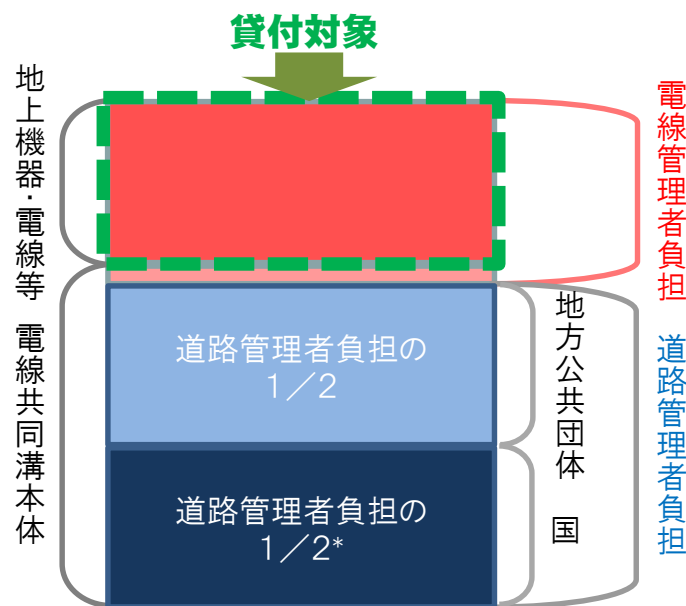 貸付対象
地上機器・電線等
電線共同溝本体
道路管理者負担の
1／2
道路管理者負担の
1／2*
地方公共団体
国
電線管理者負担
道路管理者負担